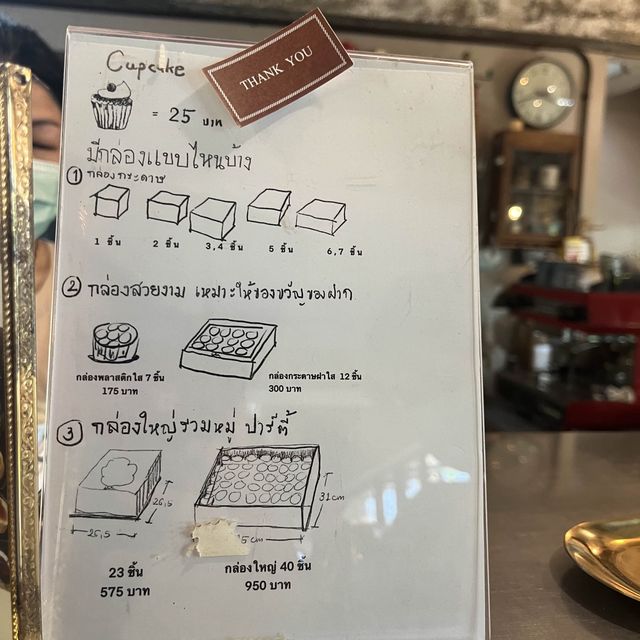 Cupcake
THANK YOU
= 25 บาท
มีกล่องแบบไหนบ้าง
① กล่องกระดาษ
1 ชิ้น 2 ชิ้น 3,4 ชิ้น 5 ชิ้น 6,7 ชิ้น
② กล่องสวยงาม เหมาะให้ของขวัญของฝาก
กล่องพลาสติกใส 7 ชิ้น
175 บาท
กล่องกระดาษฝาใส 12 ชิ้น
300 บาท
③ กล่องใหญ่รวมหมู่ ปาร์ตี้
25,5
25,5
31cm
5cm
23 ชิ้น
575 บาท
กล่องใหญ่ 40 ชิ้น
950 บาท